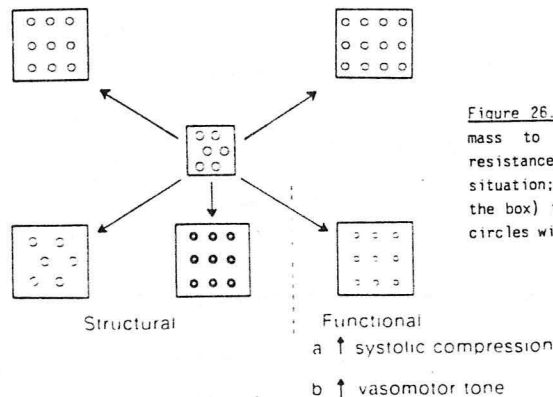 Figure 26.
mass to
resistance
situation;
the box)
circles wi
Structural
Functional
a ↑ systolic compression
b ↑ vasomotor tone